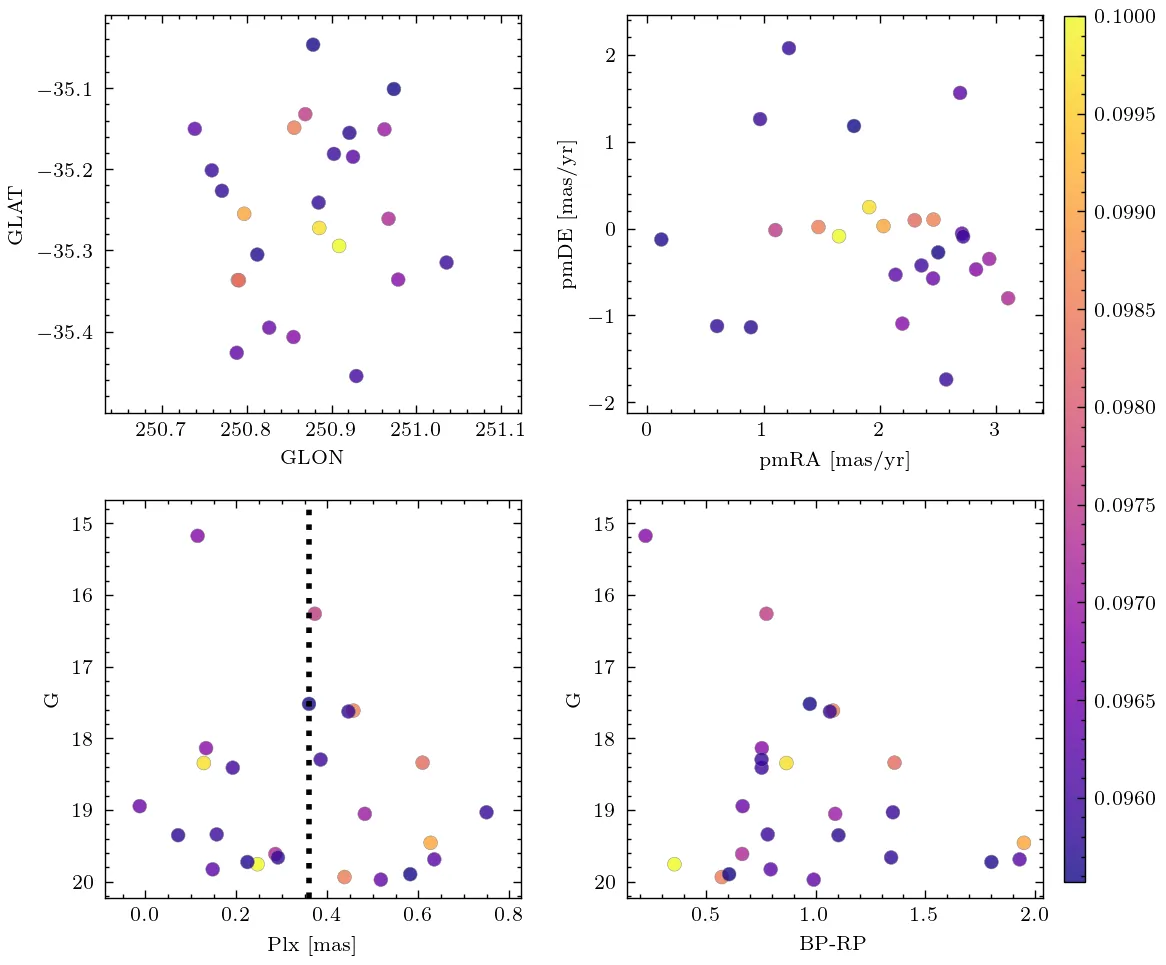 −35.1
−35.2
−35.3
−35.4
GLAT
250.7 250.8 250.9 251.0 251.1
GLON
2
1
0
−1
−2
pmDE [mas/yr]
0 1 2 3
pmRA [mas/yr]
0.1000
0.0995
0.0990
0.0985
0.0980
0.0975
0.0970
0.0965
0.0960
15
16
17
18
19
20
G
0.0 0.2 0.4 0.6 0.8
Plx [mas]
15
16
17
18
19
20
G
0.5 1.0 1.5 2.0
BP-RP